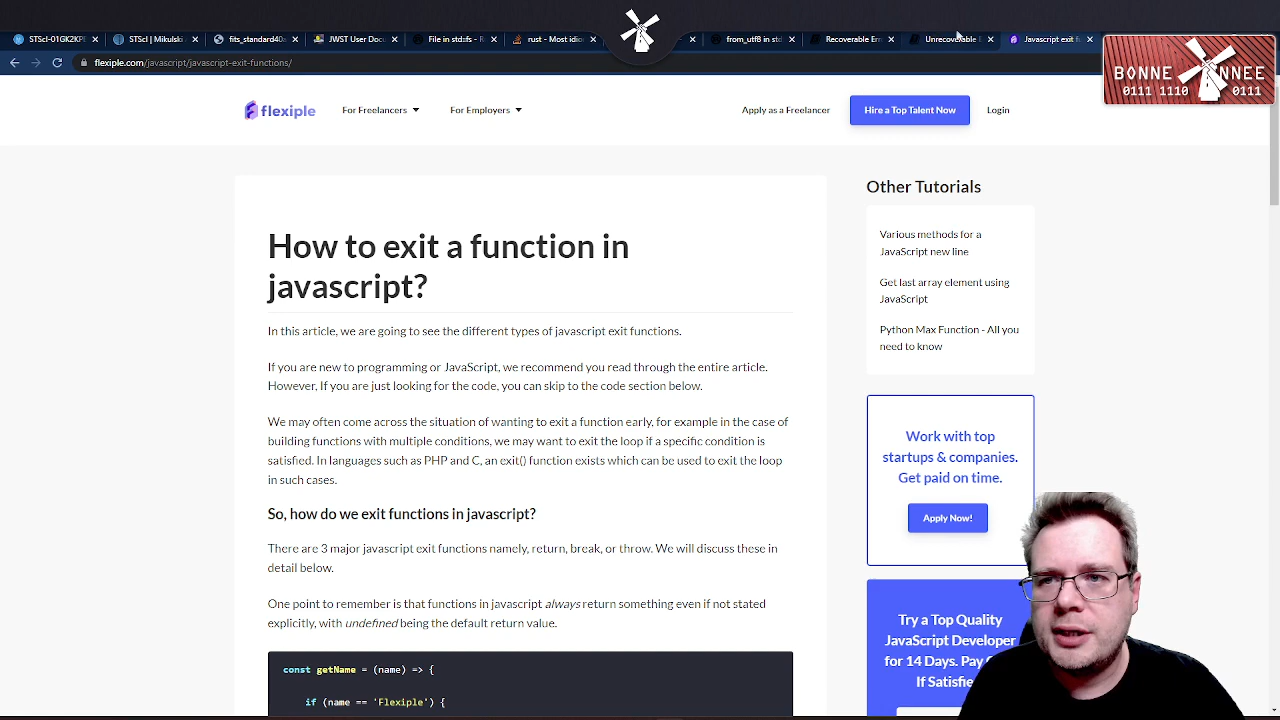 STScI-01GK2KP
STScI | Mikulski
fits_standard40a
JWST User Doc
File in std::fs - R
rust - Most idio
from_utf8 in std::
Recoverable Er
Unrecoverable
Javascript exit
flexiple.com/javascript/javascript-exit-functions/
BONNE ANNEE
0111 1110 0111
flexiple
For Freelancers
For Employers
Apply as a Freelancer
Hire a Top Talent Now
Login
How to exit a function in
javascript?
In this article, we are going to see the different types of javascript exit functions.
If you are new to programming or JavaScript, we recommend you read through the entire article.
However, If you are just looking for the code, you can skip to the code section below.
We may often come across the situation of wanting to exit a function early, for example in the case of
building functions with multiple conditions, we may want to exit the loop if a specific condition is
satisfied. In languages such as PHP and C, an exit() function exists which can be used to exit the loop
in such cases.
So, how do we exit functions in javascript?
There are 3 major javascript exit functions namely, return, break, or throw. We will discuss these in
detail below.
One point to remember is that functions in javascript always return something even if not stated
explicitly, with undefined being the default return value.
const getName = (name) => {
if (name == 'Flexiple') {
Other Tutorials
Various methods for a
JavaScript new line
Get last array element using
JavaScript
Python Max Function - All you
need to know
Work with top
startups & companies.
Get paid on time.
Apply Now!
Try a Top Quality
JavaScript Developer
for 14 Days. Pay
If Satisfie